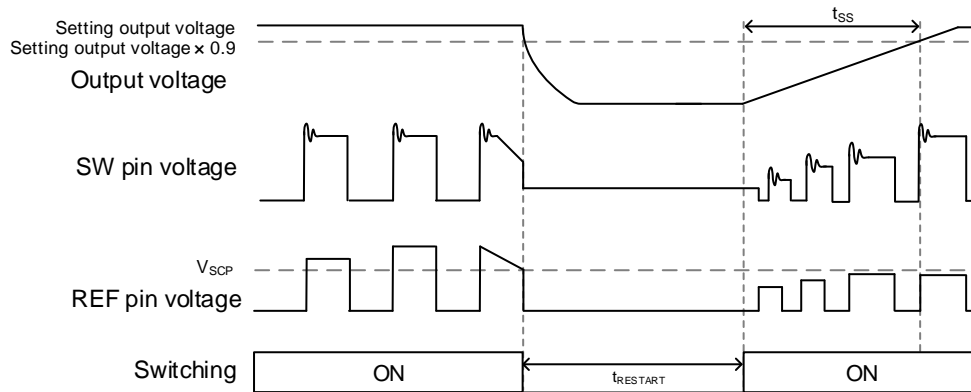 Setting output voltage
Setting output voltage × 0.9
Output voltage
tSS
SW pin voltage
VSCP
REF pin voltage
Switching
ON
tRESTART
ON